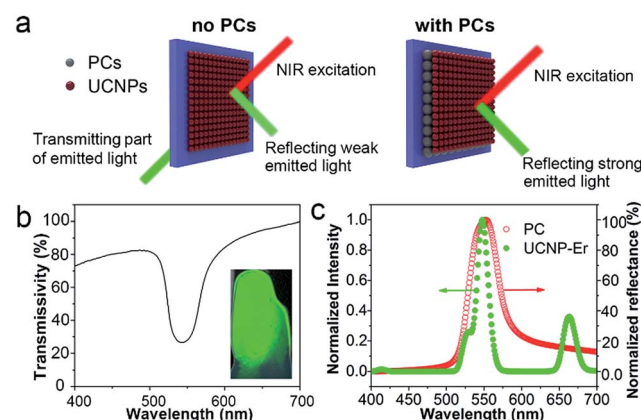 a
no PCs
with PCs
PCs
UCNPs
NIR excitation
NIR excitation
Transmitting part
of emitted light
Reflecting weak
emitted light
Reflecting strong
emitted light
b
Transmissivity (%)
100
80
60
40
20
0
400
500
600
700
Wavelength (nm)
c
Normalized Intensity
1.0
0.8
0.6
0.4
0.2
0.0
PC
UCNP-Er
100
80
60
40
20
0
Normalized reflectance (%)
400
450
500
550
600
650
700
Wavelength (nm)